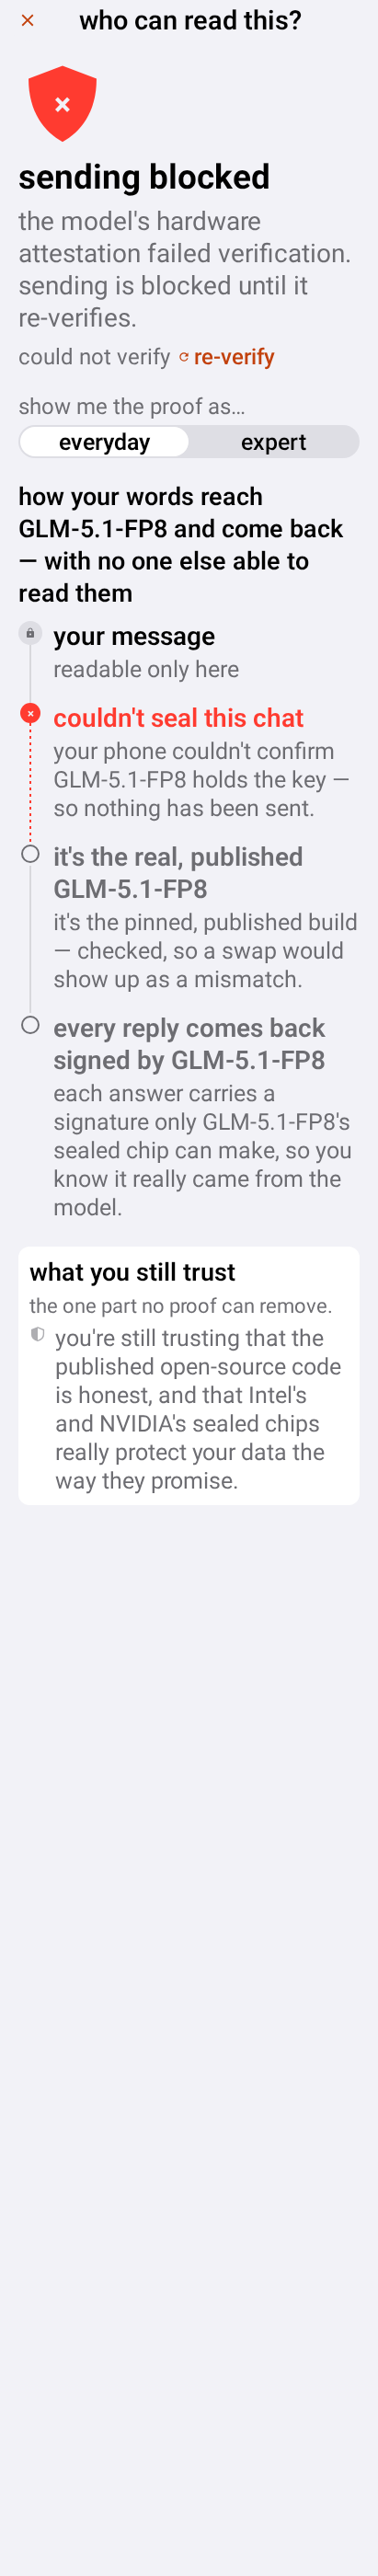 who can read this?
sending blocked
the model's hardware
attestation failed verification.
sending is blocked until it
re-verifies.
could not verify re-verify
show me the proof as...
everyday expert
how your words reach
GLM-5.1-FP8 and come back
— with no one else able to
read them
your message
readable only here
couldn't seal this chat
your phone couldn't confirm
GLM-5.1-FP8 holds the key —
so nothing has been sent.
it's the real, published
GLM-5.1-FP8
it's the pinned, published build
— checked, so a swap would
show up as a mismatch.
every reply comes back
signed by GLM-5.1-FP8
each answer carries a
signature only GLM-5.1-FP8's
sealed chip can make, so you
know it really came from the
model.
what you still trust
the one part no proof can remove.
you're still trusting that the
published open-source code
is honest, and that Intel's
and NVIDIA's sealed chips
really protect your data the
way they promise.